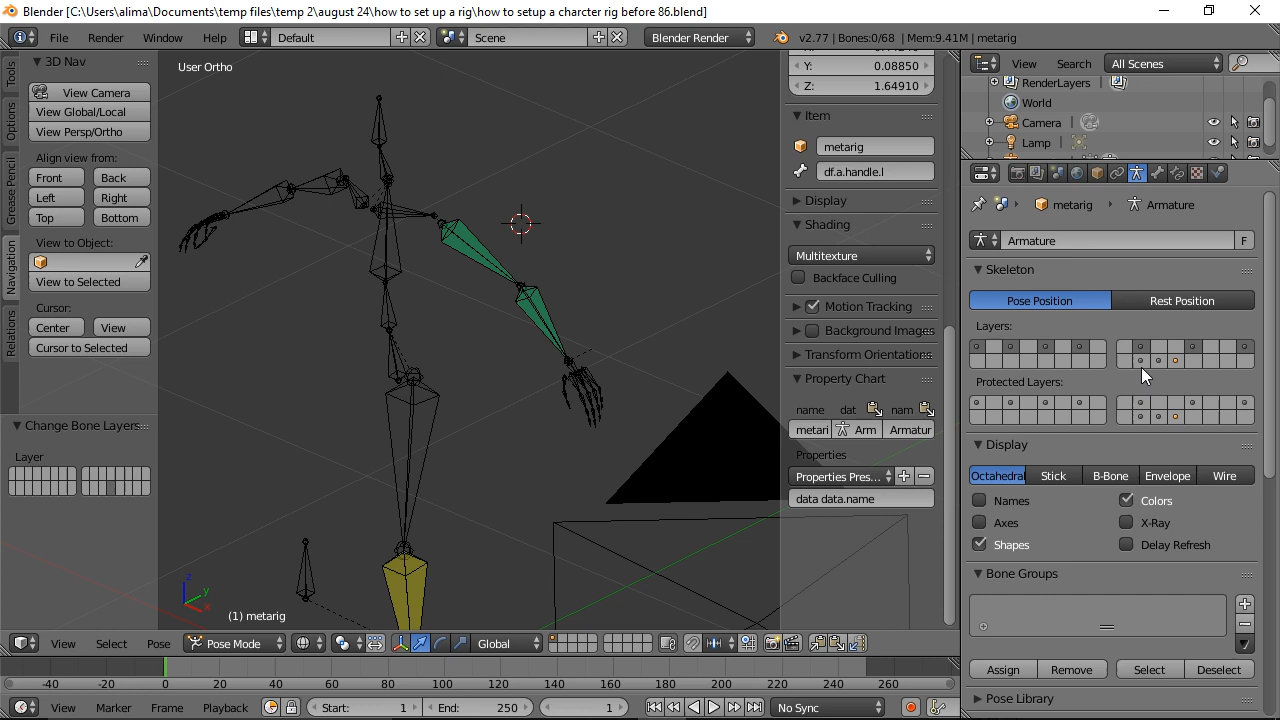 Blender [C:\Users\alima\Documents\temp files\temp 2\august 24\how to set up a rig\how to setup a charcter rig before 86.blend]
File Render Window Help Default Scene Blender Render v2.77 | Bones:0/68 | Mem:9.41M | metarig
Tools
Options
Grease Pencil
Navigation
Relations
3D Nav
View Camera
View Global/Local
View Persp/Ortho
Align view from:
Front Back
Left Right
Top Bottom
View to Object:
View to Selected
Cursor:
Center View
Cursor to Selected
Change Bone Layers
Layer
User Ortho
z
y
x
(1) metarig
Y: 0.08850
Z: 1.64910
Item
metarig
df.a.handle.l
Display
Shading
Multitexture
Backface Culling
Motion Tracking
Background Images
Transform Orientations
Property Chart
name dat nam
metari Arm Armatur
Properties
Properties Pres...
data data.name
View Search All Scenes
RenderLayers
World
Camera
Lamp
metarig Armature
Armature F
Skeleton
Pose Position Rest Position
Layers:
Protected Layers:
Display
Octahedral Stick B-Bone Envelope Wire
Names Colors
Axes X-Ray
Shapes Delay Refresh
Bone Groups
Assign Remove Select Deselect
Pose Library
View Select Pose Pose Mode Global
-40 -20 0 20 40 60 80 100 120 140 160 180 200 220 240 260
View Marker Frame Playback Start: 1 End: 250 1 No Sync